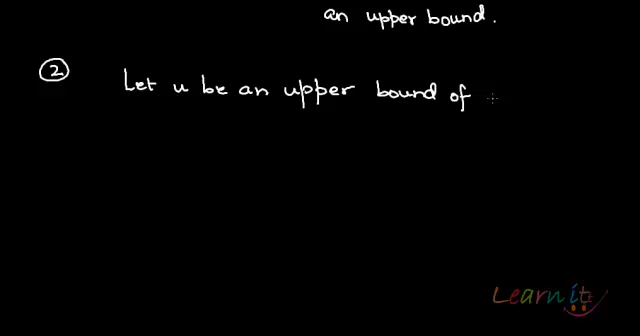 an upper bound.
2 Let u be an upper bound of
Learnit